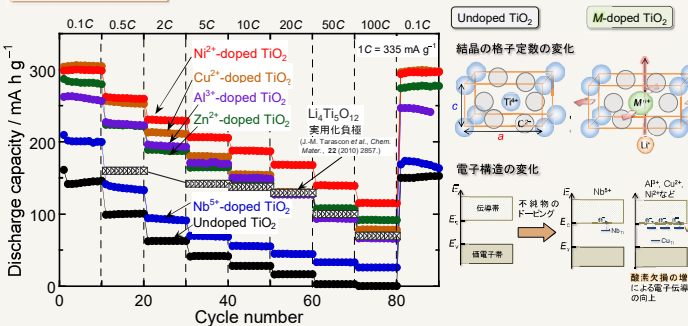 0.1C 0.5C 2C 5C 10C 20C 50C 100C 0.1C
1C = 335 mA g⁻¹
Discharge capacity / mA h g⁻¹
300
200
100
0
Ni²⁺-doped TiO₂
Cu²⁺-doped TiO₂
Al³⁺-doped TiO₂
Zn²⁺-doped TiO₂
Li₄Ti₅O₁₂
実用化負極
(J.-M. Tarascon et al., Chem.
Mater., 22 (2010) 2857.)
Nb⁵⁺-doped TiO₂
Undoped TiO₂
0 20 40 60 80
Cycle number
Undoped TiO₂
M-doped TiO₂
結晶の格子定数の変化
c
Ti⁴⁺
O²⁻
a
Mⁿ⁺
Li⁺
電子構造の変化
E
伝導帯
価電子帯
不純物の
ドーピング
E
Nb⁵⁺
Nb
E
Al³⁺, Cu²⁺,
Ni²⁺など
Cu
酸素欠損の増
による電子伝導
の向上